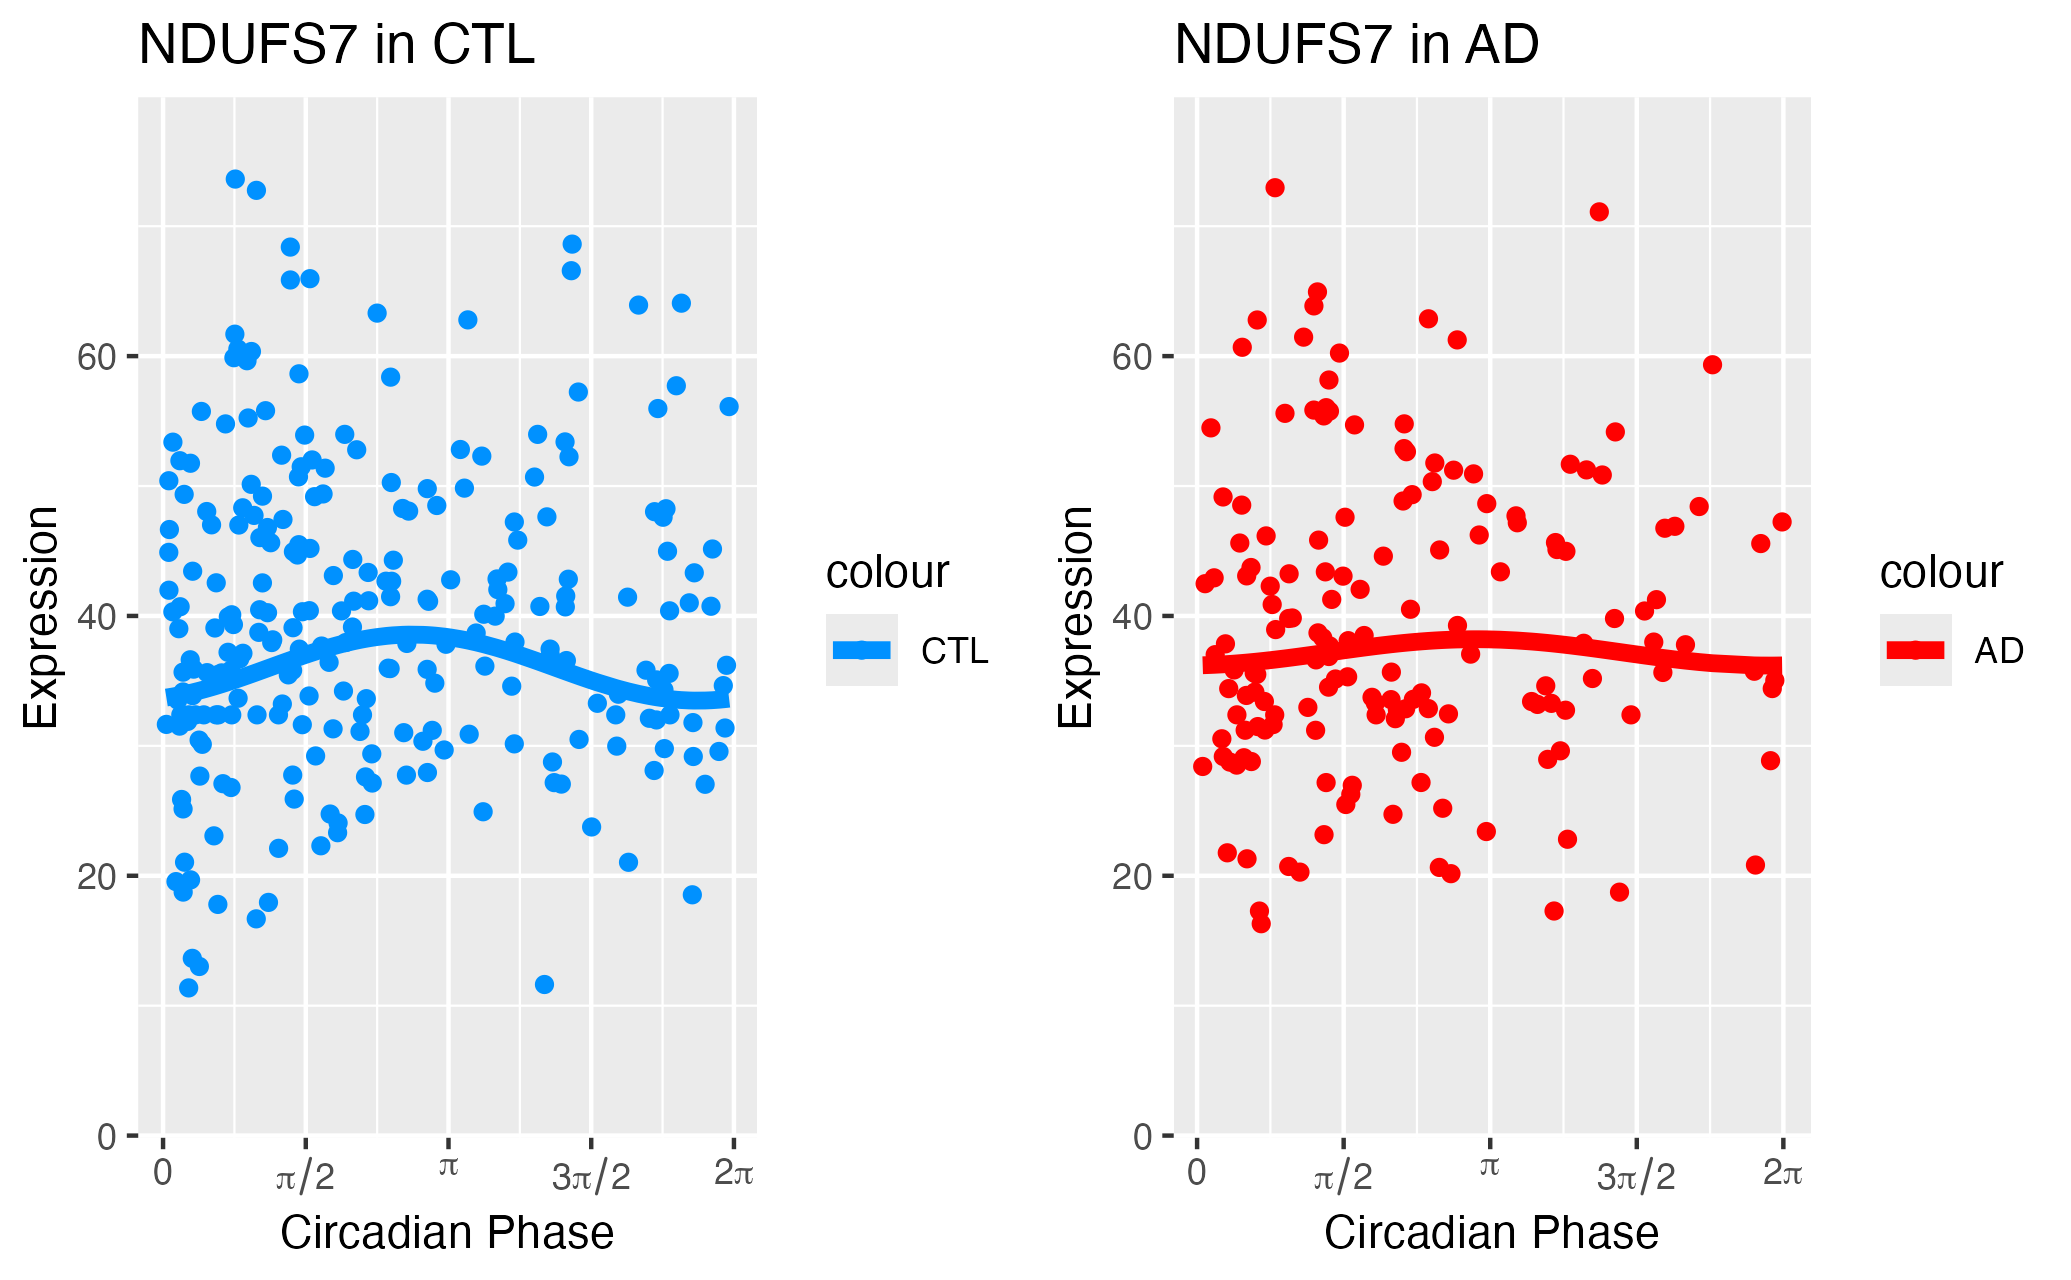 NDUFS7 in CTL
Expression
60
40
20
0
0 π/2 π 3π/2 2π
Circadian Phase
colour
CTL
NDUFS7 in AD
Expression
60
40
20
0
0 π/2 π 3π/2 2π
Circadian Phase
colour
AD